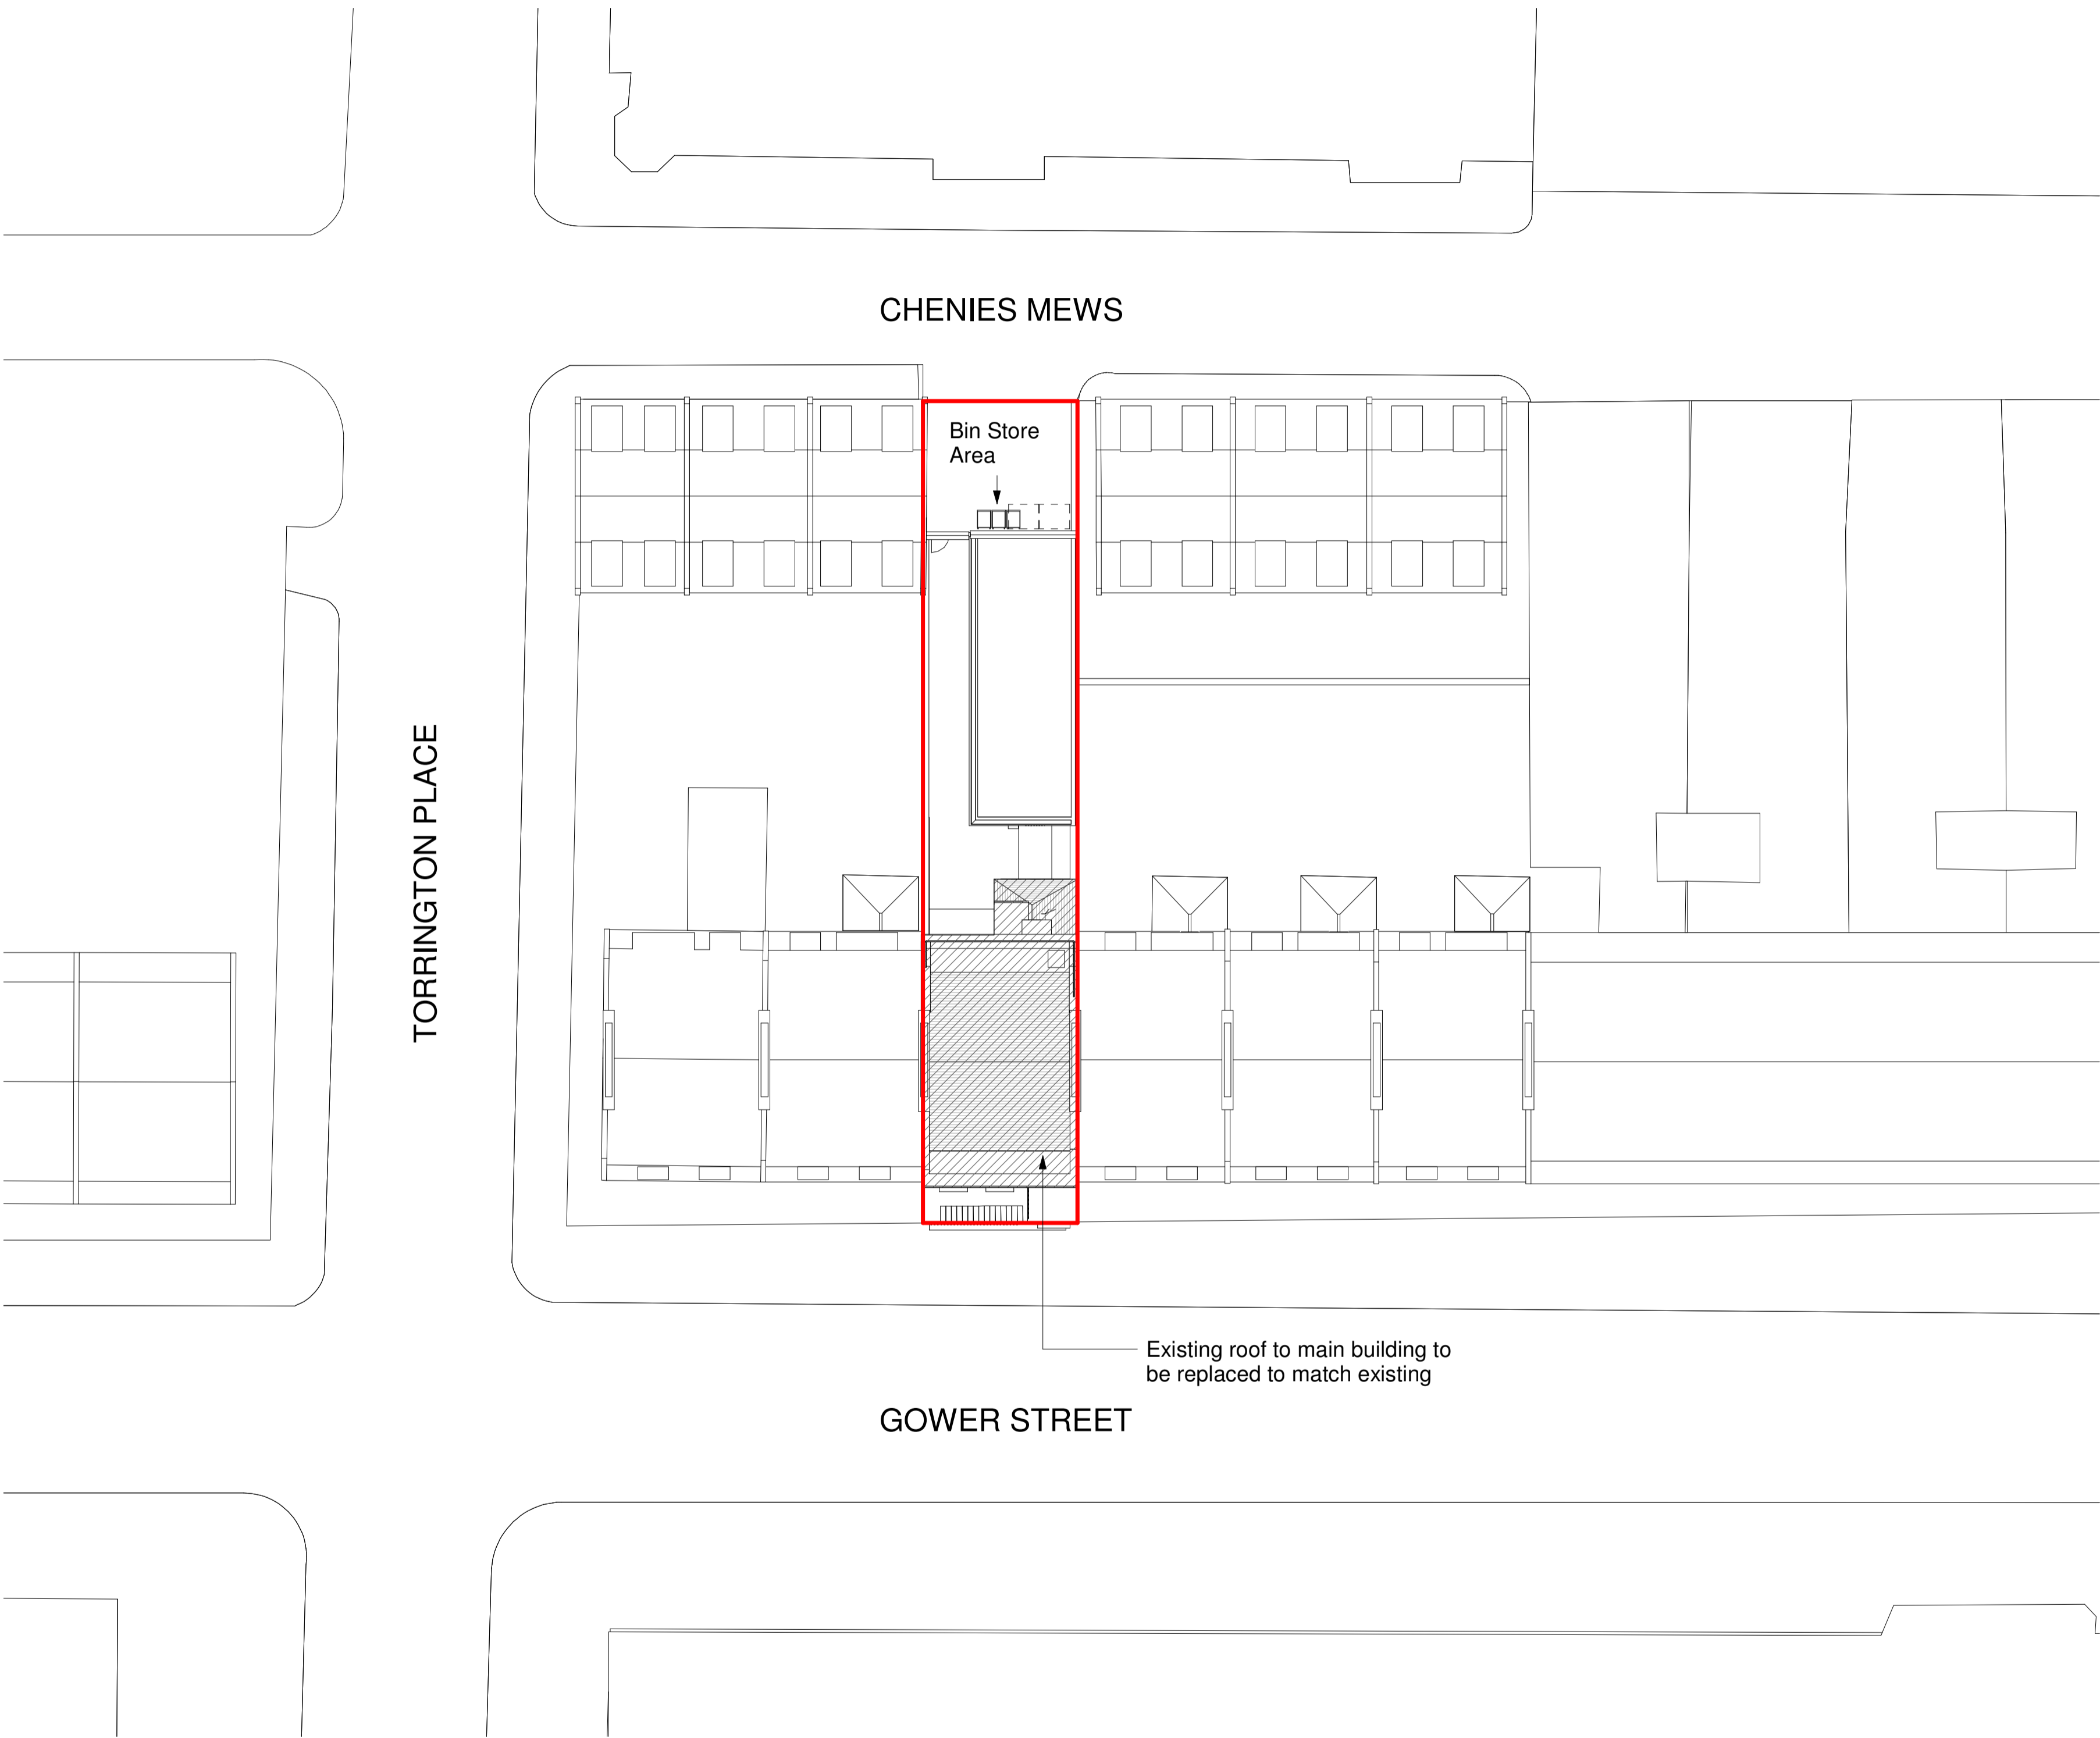 CHENIES MEWS
Bin Store
Area
TORRINGTON PLACE
Existing roof to main building to
be replaced to match existing
GOWER STREET